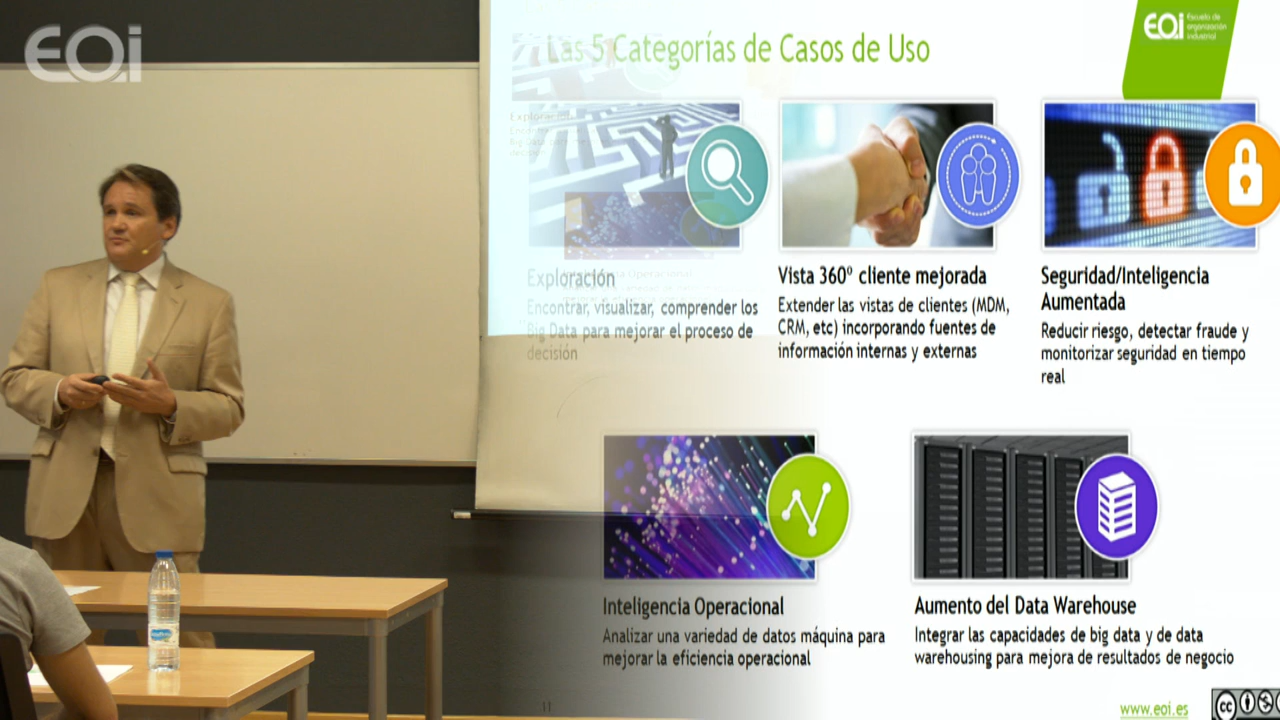 EOi
Las 5 Categorías de Casos de Uso
EOi
Escuela de
organización
industrial
Exploración
Encontrar, visualizar, comprender los
Big Data para mejorar el proceso de
decisión
Vista 360º cliente mejorada
Extender las vistas de clientes (MDM,
CRM, etc) incorporando fuentes de
información internas y externas
Seguridad/Inteligencia
Aumentada
Reducir riesgo, detectar fraude y
monitorizar seguridad en tiempo
real
Inteligencia Operacional
Analizar una variedad de datos máquina para
mejorar la eficiencia operacional
Aumento del Data Warehouse
Integrar las capacidades de big data y de data
warehousing para mejora de resultados de negocio
11
www.eoi.es
cc